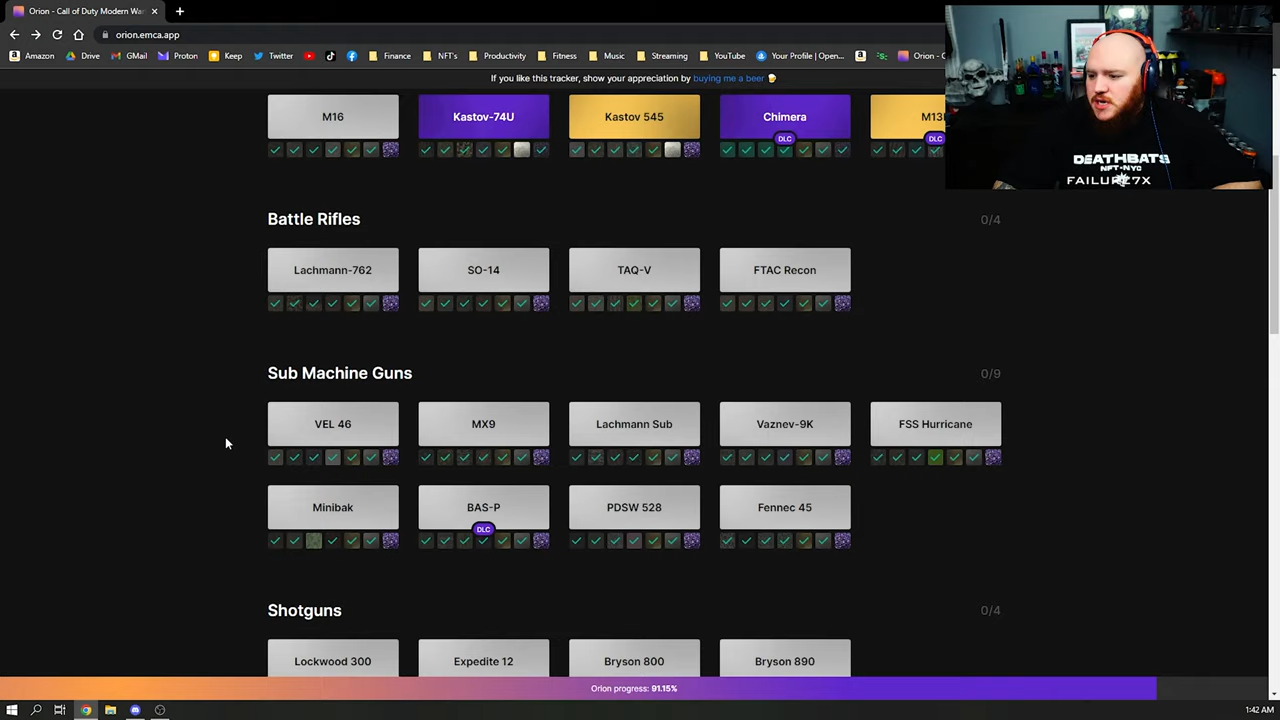 Orion - Call of Duty Modern War
orion.emca.app
Amazon
Drive
GMail
Proton
Keep
Twitter
Finance
NFT's
Productivity
Fitness
Music
Streaming
YouTube
Your Profile | Open...
Orion - C
If you like this tracker, show your appreciation by buying me a beer
M16
Kastov-74U
Kastov 545
Chimera
M13
DLC
DLC
DEATHBATS
NFT-NYC
FAILURE7X
Battle Rifles
0/4
Lachmann-762
SO-14
TAQ-V
FTAC Recon
Sub Machine Guns
0/9
VEL 46
MX9
Lachmann Sub
Vaznev-9K
FSS Hurricane
Minibak
BAS-P
PDSW 528
Fennec 45
DLC
Shotguns
0/4
Lockwood 300
Expedite 12
Bryson 800
Bryson 890
Orion progress: 91.15%
1:42 AM